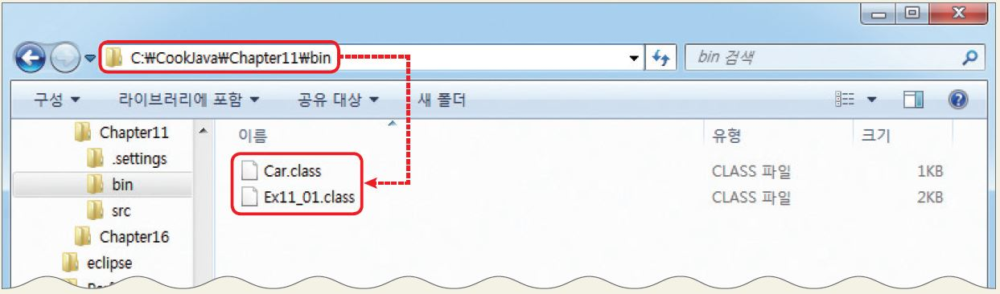 C:₩CookJava₩Chapter11₩bin
bin 검색
구성 라이브러리에 포함 공유 대상 새 폴더
Chapter11
.settings
bin
src
Chapter16
eclipse
이름 유형 크기
Car.class CLASS 파일 1KB
Ex11_01.class CLASS 파일 2KB